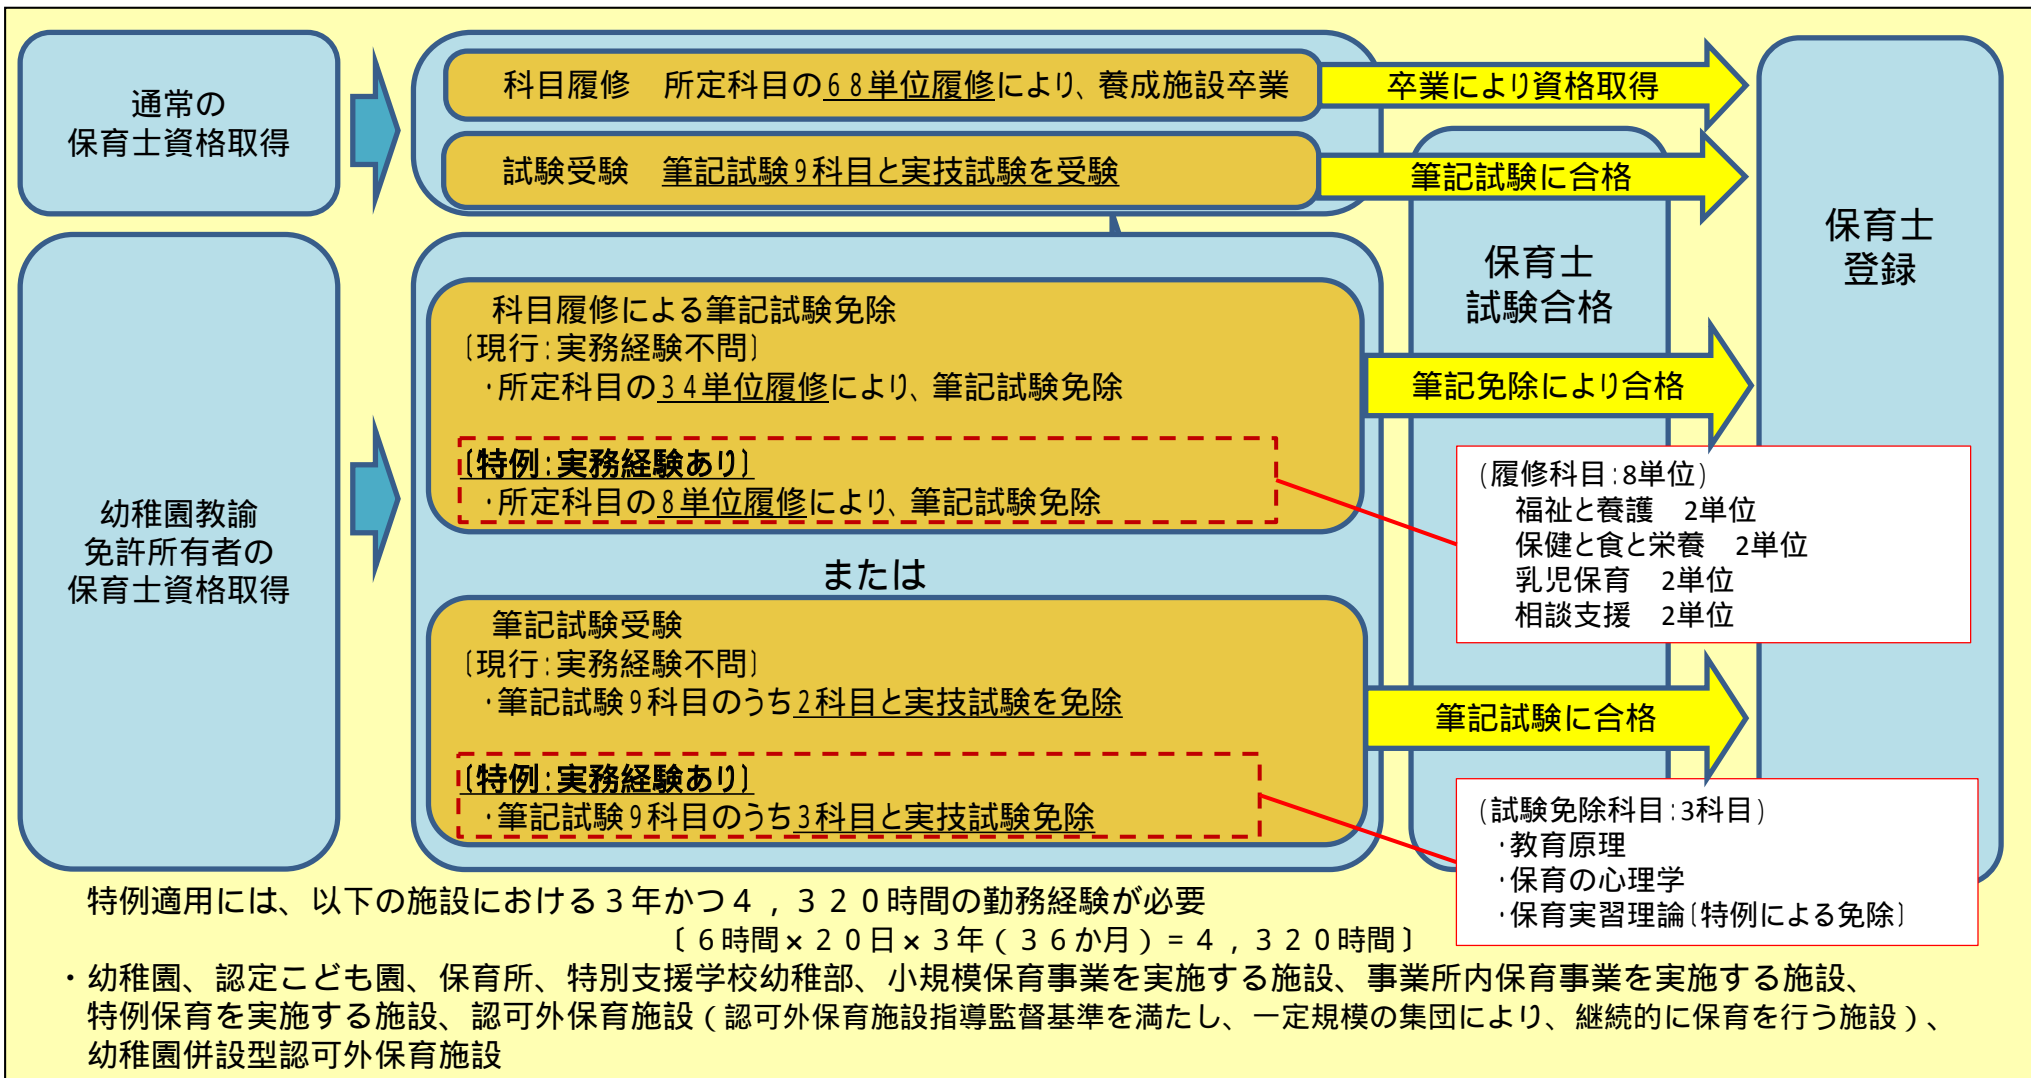 通常の
保育士資格取得
科目履修　所定科目の６８単位履修により、養成施設卒業
卒業により資格取得
試験受験　筆記試験９科目と実技試験を受験
筆記試験に合格
保育士
登録
保育士
試験合格
幼稚園教諭
免許所有者の
保育士資格取得
科目履修による筆記試験免除
〔現行：実務経験不問〕
・所定科目の３４単位履修により、筆記試験免除
〔特例：実務経験あり〕
・所定科目の８単位履修により、筆記試験免除
筆記免除により合格
（履修科目：8単位）
福祉と養護　2単位
保健と食と栄養　2単位
乳児保育　2単位
相談支援　2単位
または
筆記試験受験
〔現行：実務経験不問〕
・筆記試験９科目のうち２科目と実技試験を免除
〔特例：実務経験あり〕
・筆記試験９科目のうち３科目と実技試験免除
筆記試験に合格
（試験免除科目：3科目）
・教育原理
・保育の心理学
・保育実習理論〔特例による免除〕
特例適用には、以下の施設における３年かつ４，３２０時間の勤務経験が必要
〔６時間×２０日×３年（３６か月）＝４，３２０時間〕
・幼稚園、認定こども園、保育所、特別支援学校幼稚部、小規模保育事業を実施する施設、事業所内保育事業を実施する施設、
特例保育を実施する施設、認可外保育施設（認可外保育施設指導監督基準を満たし、一定規模の集団により、継続的に保育を行う施設）、
幼稚園併設型認可外保育施設